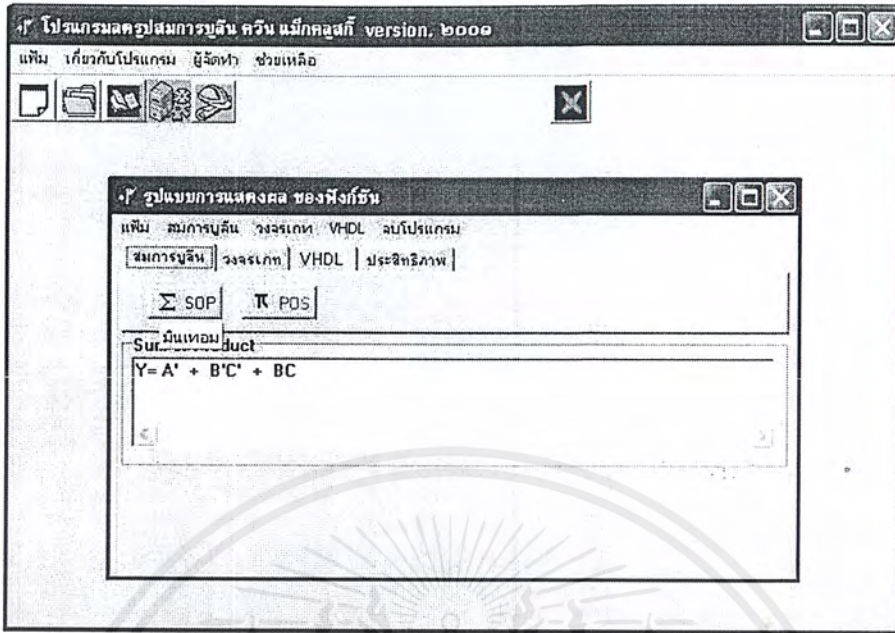 โปรแกรมลดรูปสมการบูลีน ควีน แม็กคลูสกี้ version. ๒๐๐๑
แฟ้ม เกี่ยวกับโปรแกรม ผู้จัดทำ ช่วยเหลือ
รูปแบบการแสดงผล ของฟังก์ชัน
แฟ้ม สมการบูลีน วงจรเกท VHDL จบโปรแกรม
สมการบูลีน วงจรเกท VHDL ประสิทธิภาพ
Σ SOP π POS
มินเทอม
Sum duct
Y= A' + B'C' + BC